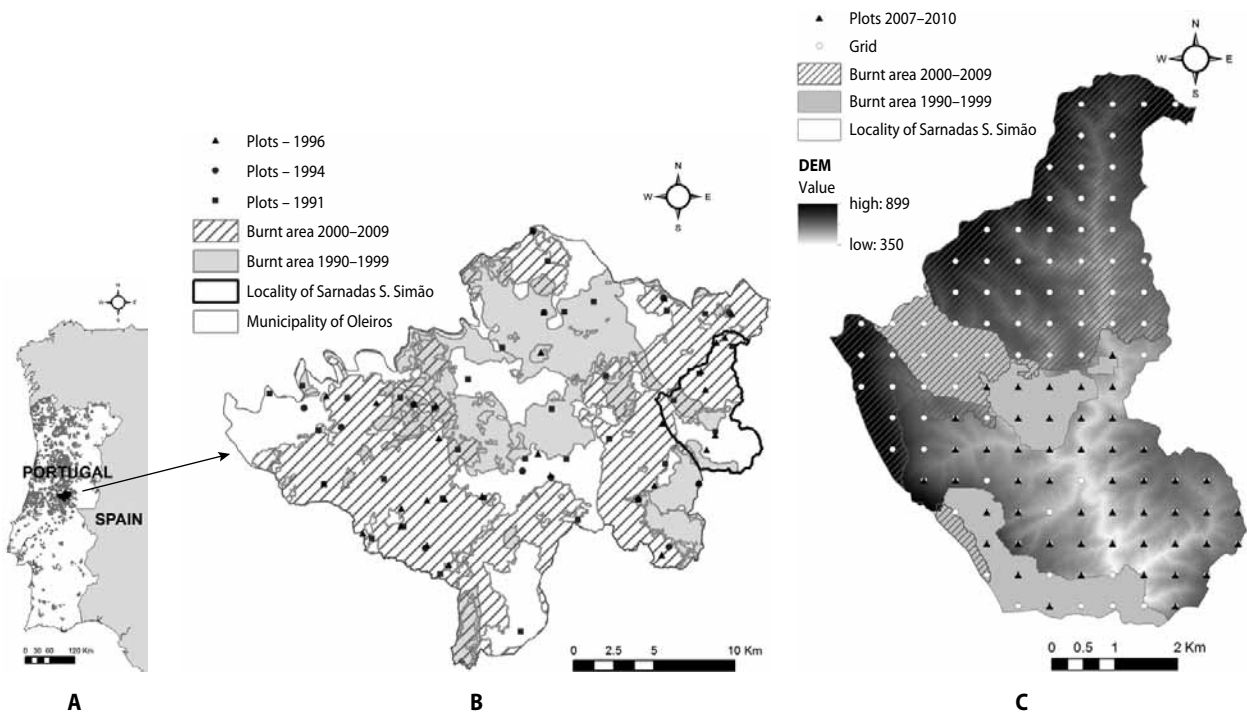 N
W E
S
PORTUGAL
SPAIN
0 30 60 120 Km
A
Plots – 1996
Plots – 1994
Plots – 1991
Burnt area 2000–2009
Burnt area 1990–1999
Locality of Sarnadas S. Simão
Municipality of Oleiros
N
W E
S
0 2.5 5 10 Km
B
Plots 2007–2010
Grid
Burnt area 2000–2009
Burnt area 1990–1999
Locality of Sarnadas S. Simão
DEM
Value
high: 899
low: 350
N
W E
S
0 0.5 1 2 Km
C